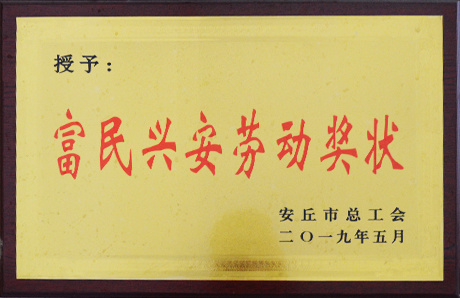 授予：
富民兴安劳动奖状
安丘市总工会
二〇一九年五月